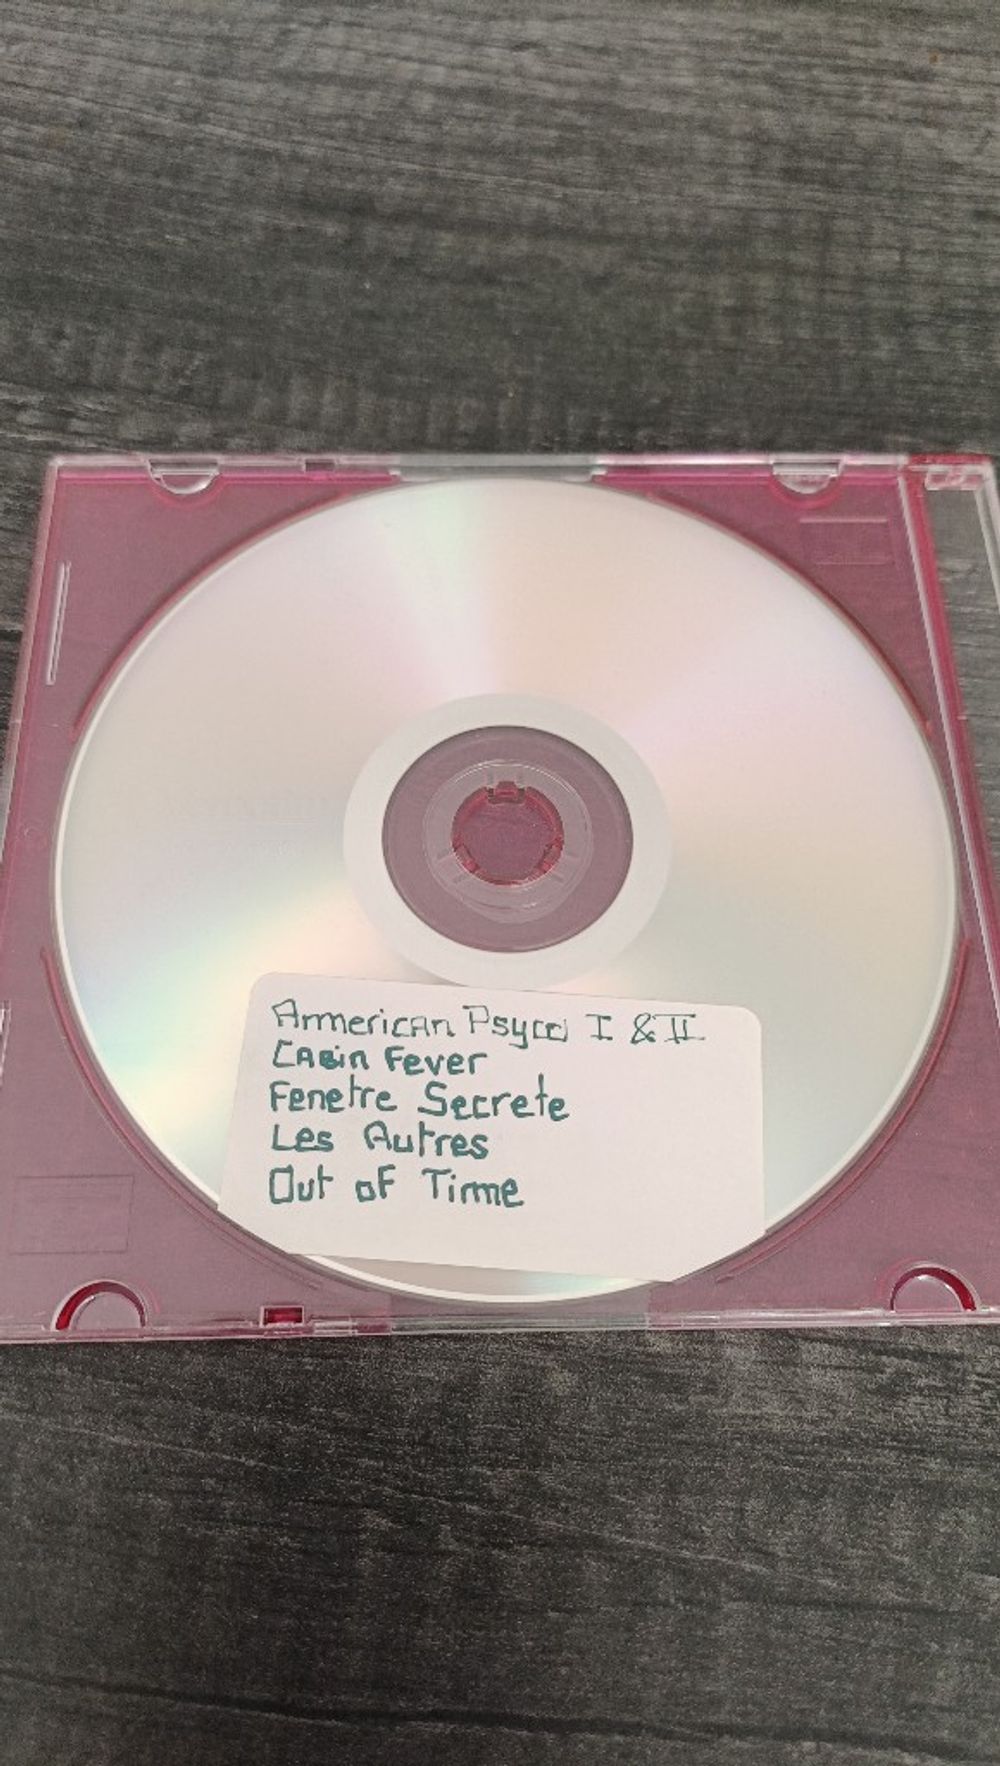 American Psyco I & II
Cabin Fever
Fenetre Secrete
Les Autres
Out of Time